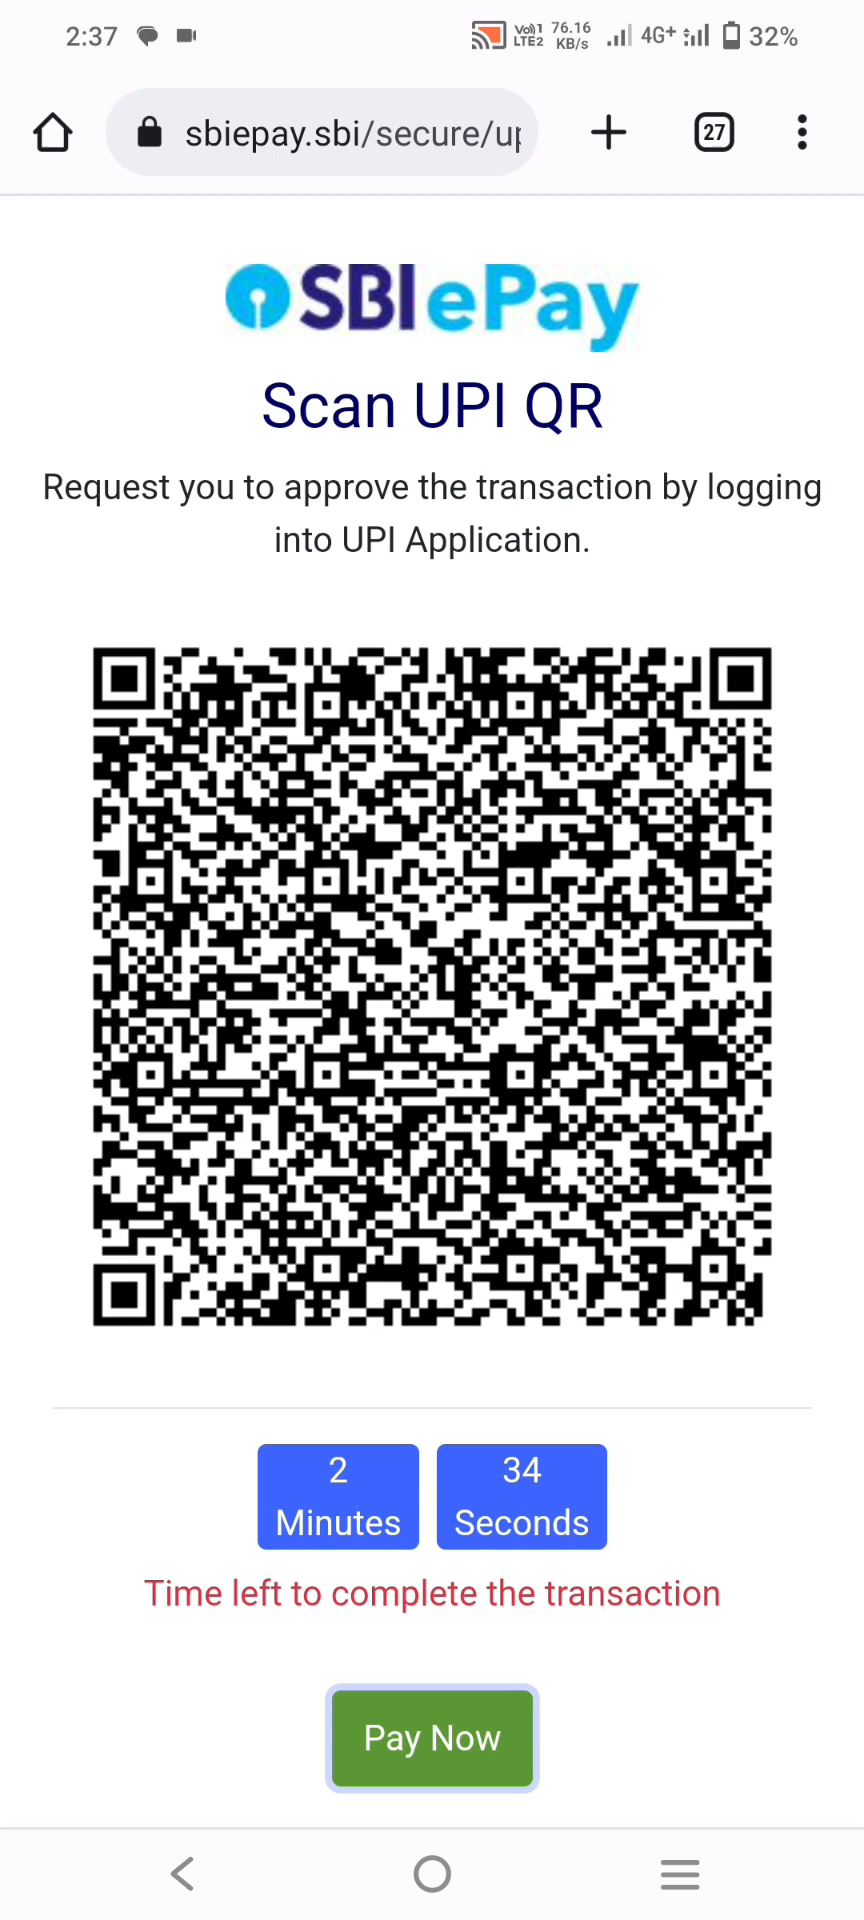 2:37
Vo)) 1 76.16
LTE2 KB/s
4G+
32%
sbiepay.sbi/secure/up
27
SBIePay
Scan UPI QR
Request you to approve the transaction by logging
into UPI Application.
2
Minutes
34
Seconds
Time left to complete the transaction
Pay Now